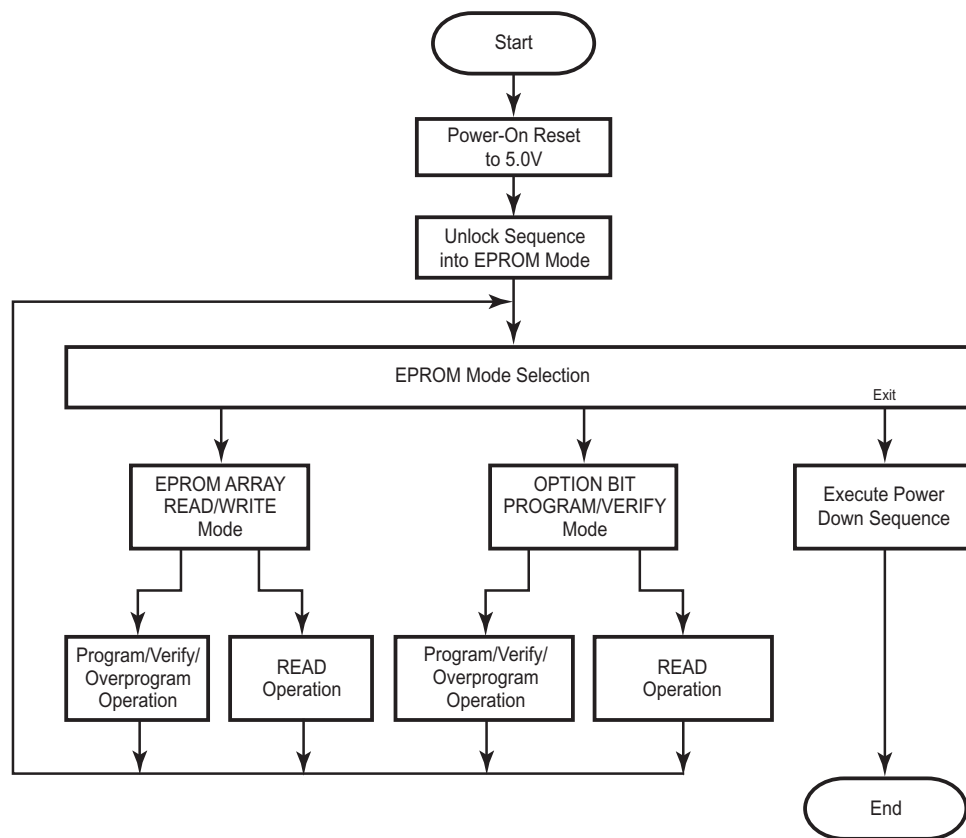 Start
Power-On Reset
to 5.0V
Unlock Sequence
into EPROM Mode
EPROM Mode Selection
Exit
EPROM ARRAY
READ/WRITE
Mode
OPTION BIT
PROGRAM/VERIFY
Mode
Execute Power
Down Sequence
Program/Verify/
Overprogram
Operation
READ
Operation
Program/Verify/
Overprogram
Operation
READ
Operation
End